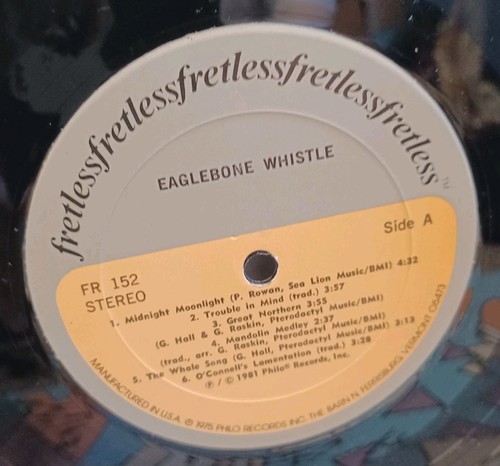 fretlessfretlessfretlessfretlessfretless™
EAGLEBONE WHISTLE
Side A
FR 152
STEREO
1. Midnight Moonlight (P. Rowan, Sea Lion Music/BMI) 4:32
2. Trouble in Mind (trad.) 3:57
3. Great Northern 3:55
(G. Hall & G. Raskin, Pterodactyl Music/BMI)
4. Mandolin Medley 2:37
(trad., arr. G. Raskin, Pterodactyl Music/BMI)
5. The Whole Song (G. Hall, Pterodactyl Music/BMI) 3:13
6. O'Connell's Lamentation (trad.) 3:28
Ⓟ/© 1981 Philo® Records, Inc.
MANUFACTURED IN U.S.A. © 1975 PHILO RECORDS INC. THE BARN N. FERRISBURG, VERMONT 05473